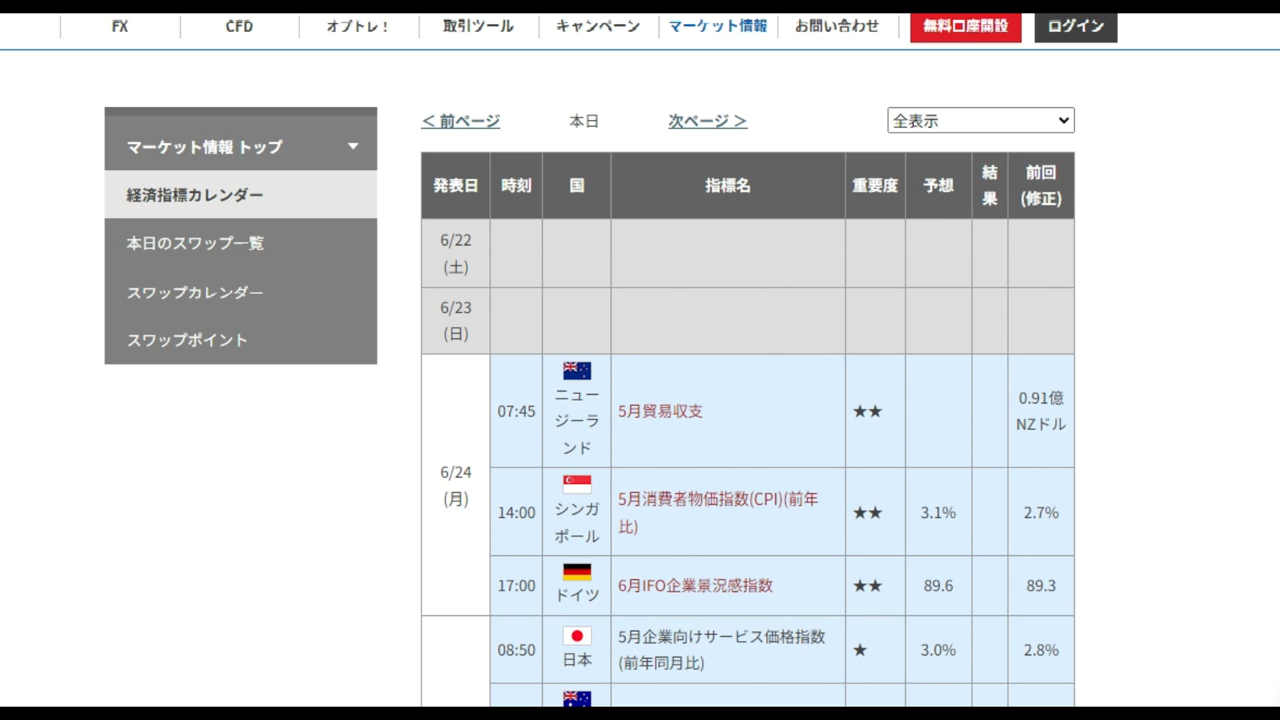 FX
CFD
オプトレ！
取引ツール
キャンペーン
マーケット情報
お問い合わせ
無料口座開設
ログイン
マーケット情報 トップ
経済指標カレンダー
本日のスワップ一覧
スワップカレンダー
スワップポイント
＜ 前ページ
本日
次ページ ＞
全表示
発表日
時刻
国
指標名
重要度
予想
結
果
前回
(修正)
6/22
(土)
6/23
(日)
6/24
(月)
07:45
ニュー
ジーラ
ンド
5月貿易収支
★★
0.91億
NZドル
14:00
シンガ
ポール
5月消費者物価指数(CPI)(前年
比)
★★
3.1%
2.7%
17:00
ドイツ
6月IFO企業景況感指数
★★
89.6
89.3
08:50
日本
5月企業向けサービス価格指数
(前年同月比)
★
3.0%
2.8%